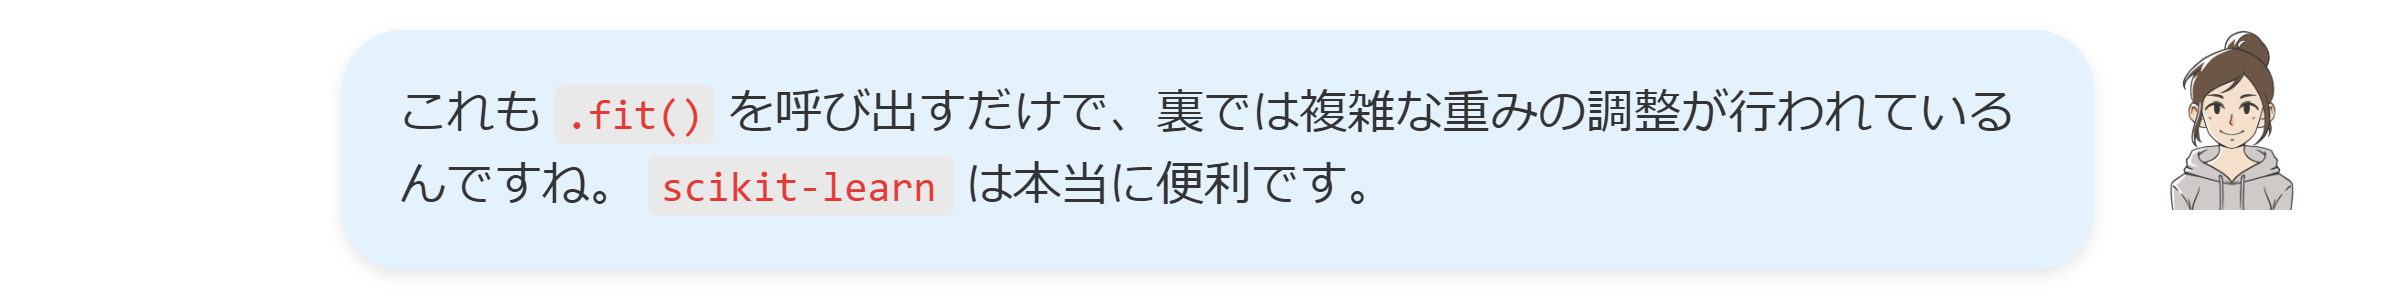 これも .fit() を呼び出すだけで、裏では複雑な重みの調整が行われている
んですね。 scikit-learn は本当に便利です。